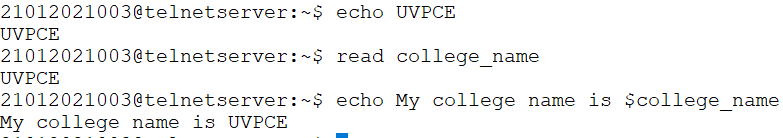 21012021003@telnetserver:~$ echo UVPCE
UVPCE
21012021003@telnetserver:~$ read college_name
UVPCE
21012021003@telnetserver:~$ echo My college name is $college_name
My college name is UVPCE